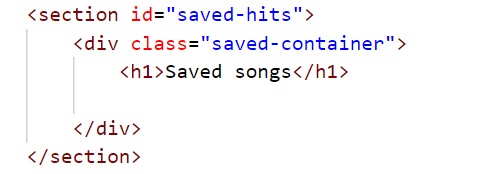 <section id="saved-hits">
<div class="saved-container">
<h1>Saved songs</h1>
</div>
</section>